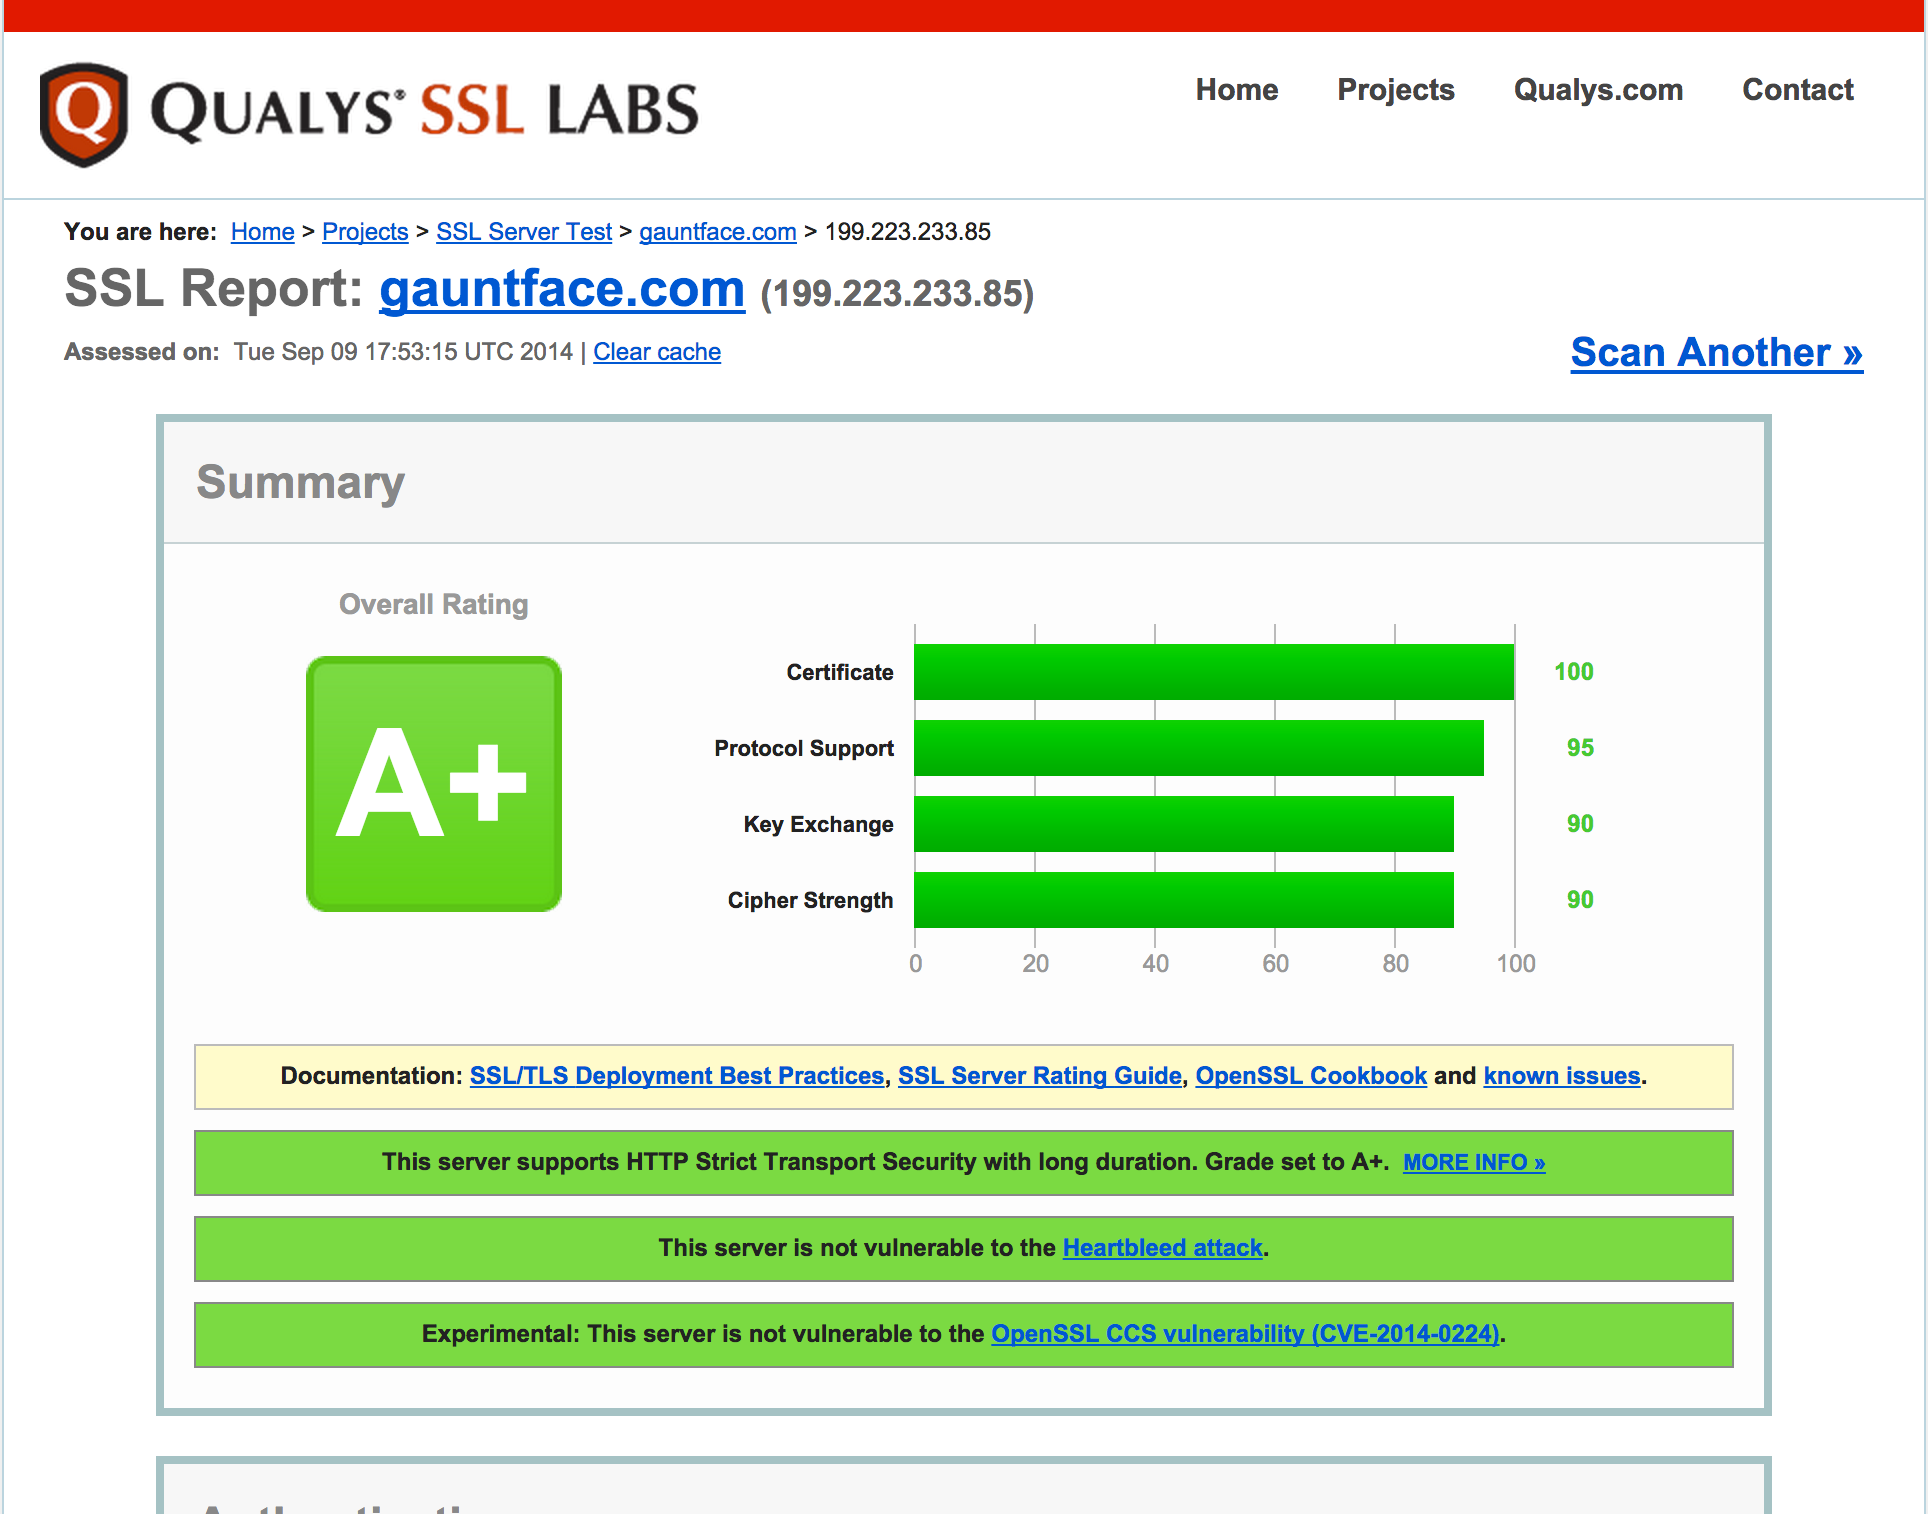 QUALYS® SSL LABS
Home Projects Qualys.com Contact
You are here: Home > Projects > SSL Server Test > gauntface.com > 199.223.233.85
SSL Report: gauntface.com (199.223.233.85)
Assessed on: Tue Sep 09 17:53:15 UTC 2014 | Clear cache
Scan Another »
Summary
Overall Rating
A+
Certificate 100
Protocol Support 95
Key Exchange 90
Cipher Strength 90
0 20 40 60 80 100
Documentation: SSL/TLS Deployment Best Practices, SSL Server Rating Guide, OpenSSL Cookbook and known issues.
This server supports HTTP Strict Transport Security with long duration. Grade set to A+. MORE INFO »
This server is not vulnerable to the Heartbleed attack.
Experimental: This server is not vulnerable to the OpenSSL CCS vulnerability (CVE-2014-0224).